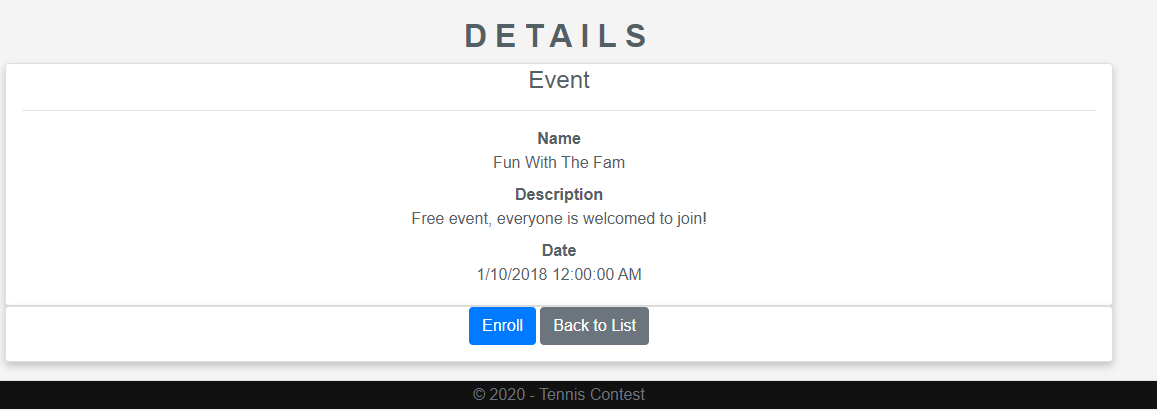 DETAILS
Event
Name
Fun With The Fam
Description
Free event, everyone is welcomed to join!
Date
1/10/2018 12:00:00 AM
Enroll Back to List
© 2020 - Tennis Contest